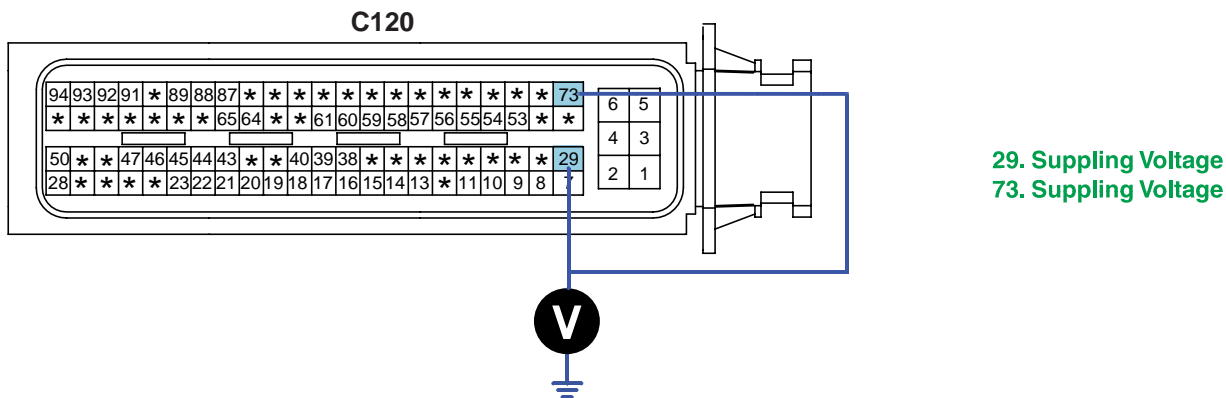 C120
94 93 92 91 * 89 88 87 * * * * * * * * * * * * 73
* * * * * * * 65 64 * * 61 60 59 58 57 56 55 54 53 * *
50 * * 47 46 45 44 43 * * 40 39 38 * * * * * * * * 29
28 * * * * 23 22 21 20 19 18 17 16 15 14 13 * 11 10 9 8 7
6 5
4 3
2 1
29. Suppling Voltage
73. Suppling Voltage
V